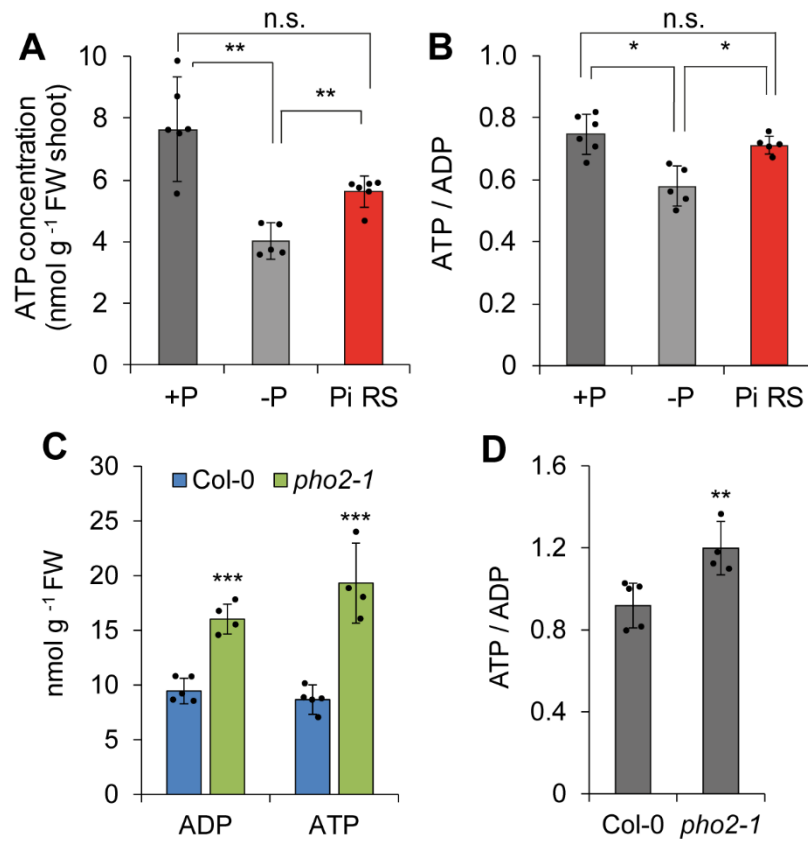 A
n.s.
**
**
ATP concentration
(nmol g⁻¹ FW shoot)
10
8
6
4
2
0
+P
-P
Pi RS
B
n.s.
*
*
ATP / ADP
1.0
0.8
0.6
0.4
0.2
0
+P
-P
Pi RS
C
Col-0
pho2-1
***
***
nmol g⁻¹ FW
30
25
20
15
10
5
0
ADP
ATP
D
**
ATP / ADP
1.6
1.2
0.8
0.4
0
Col-0
pho2-1